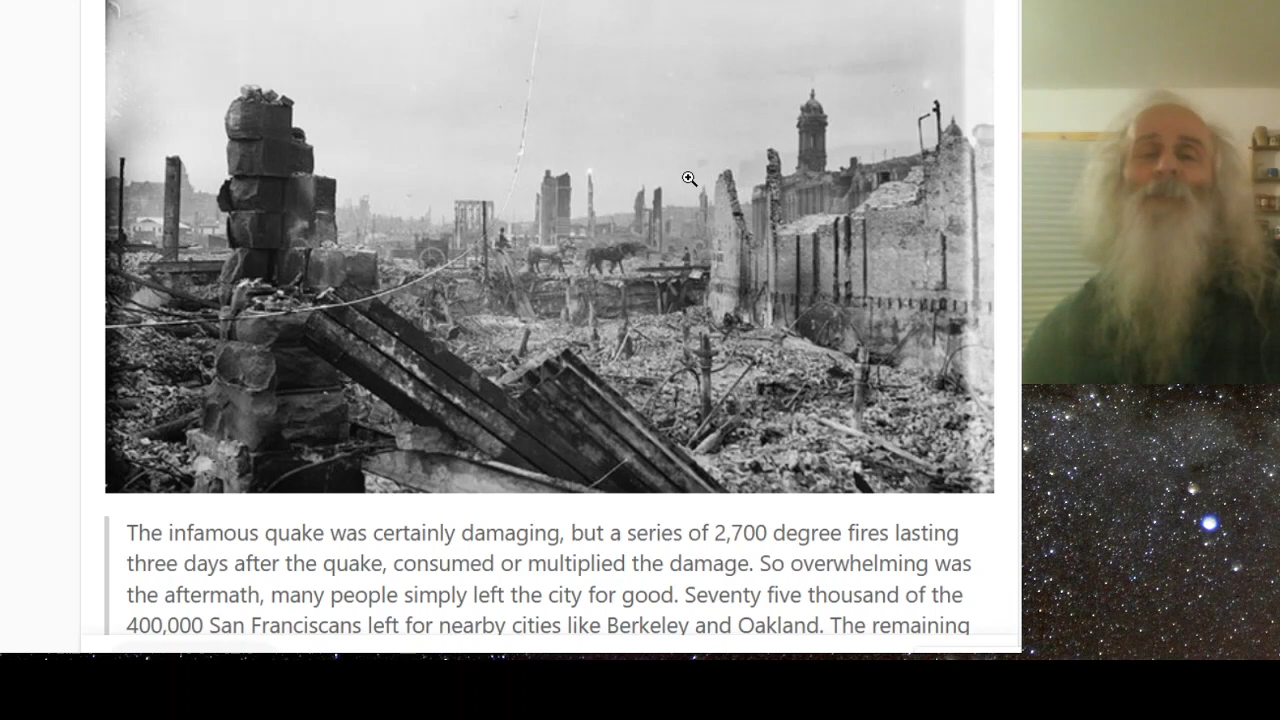 The infamous quake was certainly damaging, but a series of 2,700 degree fires lasting
three days after the quake, consumed or multiplied the damage. So overwhelming was
the aftermath, many people simply left the city for good. Seventy five thousand of the
400,000 San Franciscans left for nearby cities like Berkeley and Oakland. The remaining